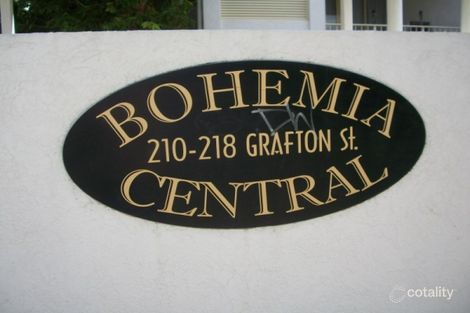 BOHEMIA
210-218 GRAFTON St.
CENTRAL
cotality